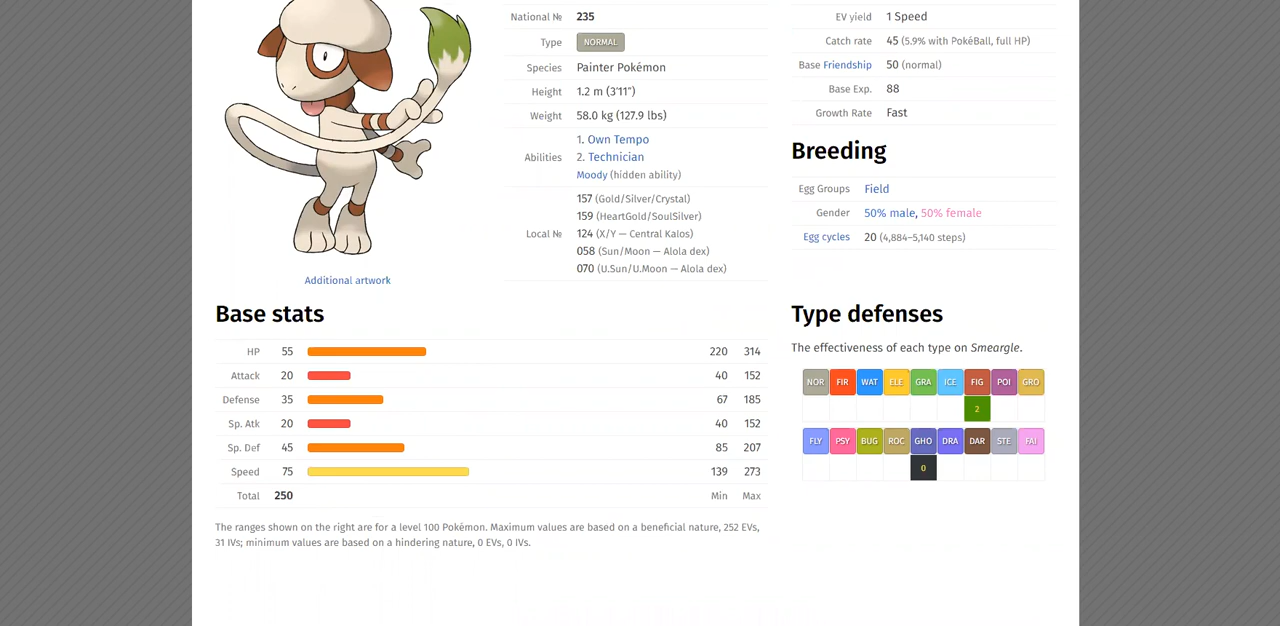 National № 235
Type NORMAL
Species Painter Pokémon
Height 1.2 m (3'11")
Weight 58.0 kg (127.9 lbs)
Abilities 1. Own Tempo
2. Technician
Moody (hidden ability)
Local № 157 (Gold/Silver/Crystal)
159 (HeartGold/SoulSilver)
124 (X/Y — Central Kalos)
058 (Sun/Moon — Alola dex)
070 (U.Sun/U.Moon — Alola dex)
Additional artwork
EV yield 1 Speed
Catch rate 45 (5.9% with PokéBall, full HP)
Base Friendship 50 (normal)
Base Exp. 88
Growth Rate Fast
Breeding
Egg Groups Field
Gender 50% male, 50% female
Egg cycles 20 (4,884–5,140 steps)
Base stats
HP 55 220 314
Attack 20 40 152
Defense 35 67 185
Sp. Atk 20 40 152
Sp. Def 45 85 207
Speed 75 139 273
Total 250 Min Max
The ranges shown on the right are for a level 100 Pokémon. Maximum values are based on a beneficial nature, 252 EVs,
31 IVs; minimum values are based on a hindering nature, 0 EVs, 0 IVs.
Type defenses
The effectiveness of each type on Smeargle.
NOR FIR WAT ELE GRA ICE FIG POI GRO
2
FLY PSY BUG ROC GHO DRA DAR STE FAI
0